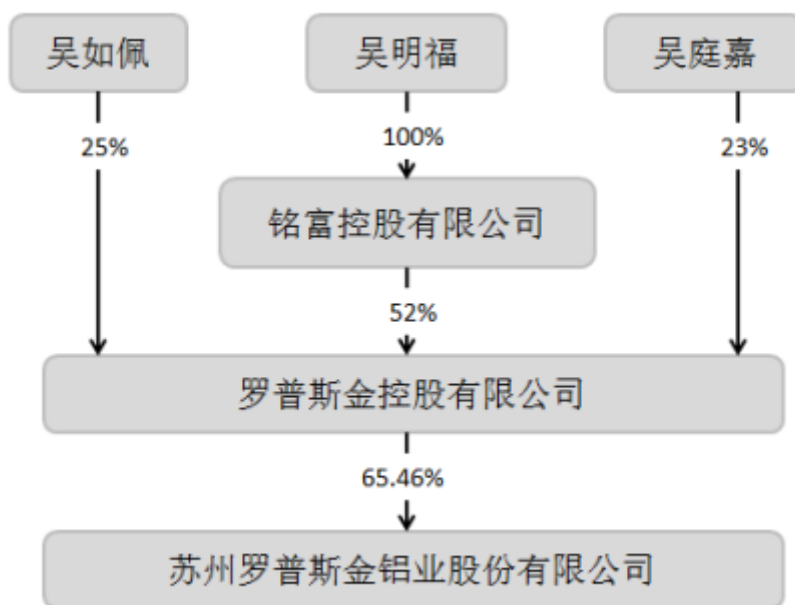 吴如佩
吴明福
吴庭嘉
25%
100%
23%
铭富控股有限公司
52%
罗普斯金控股有限公司
65.46%
苏州罗普斯金铝业股份有限公司